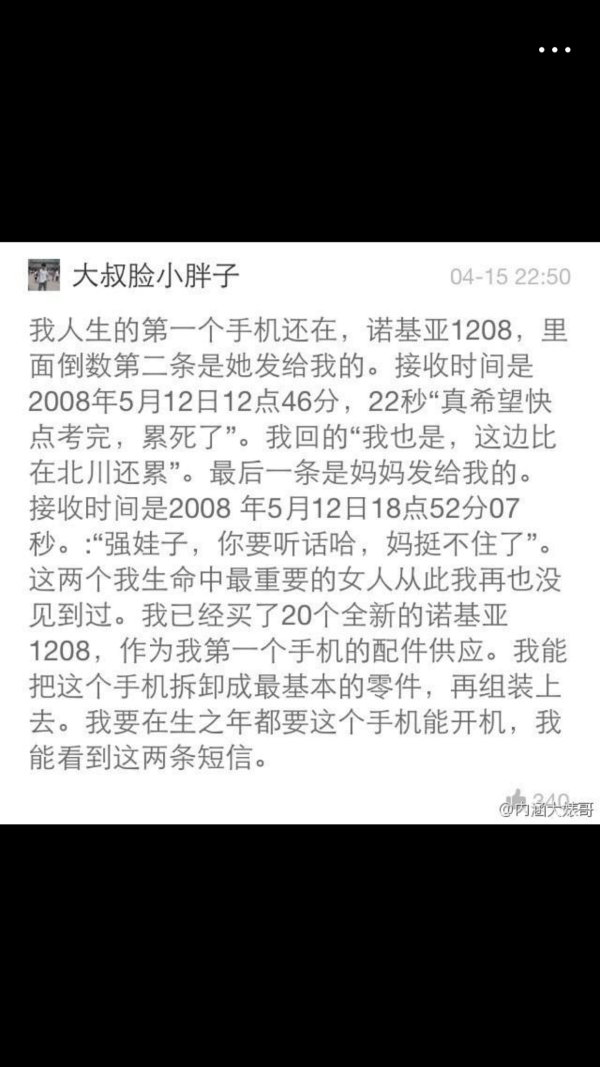 大叔脸小胖子
04-15 22:50
我人生的第一个手机还在，诺基亚1208，里
面倒数第二条是她发给我的。接收时间是
2008年5月12日12点46分，22秒“真希望快
点考完，累死了”。我回的“我也是，这边比
在北川还累”。最后一条是妈妈发给我的。
接收时间是2008 年5月12日18点52分07
秒。:“强娃子，你要听话哈，妈挺不住了”。
这两个我生命中最重要的女人从此我再也没
见到过。我已经买了20个全新的诺基亚
1208，作为我第一个手机的配件供应。我能
把这个手机拆卸成最基本的零件，再组装上
去。我要在生之年都要这个手机能开机，我
能看到这两条短信。
340
@内涵大婊哥